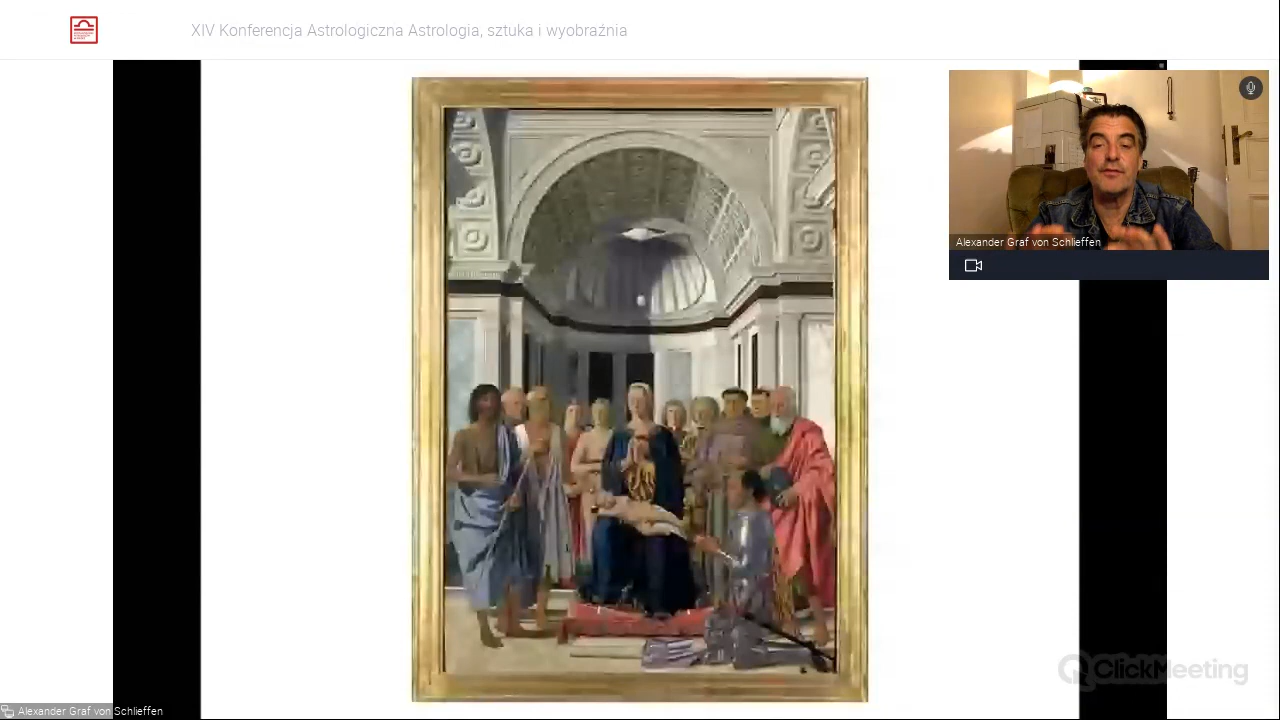 XIV Konferencja Astrologiczna Astrologia, sztuka i wyobraźnia
Alexander Graf von Schlieffen
ClickMeeting
Alexander Graf von Schlieffen